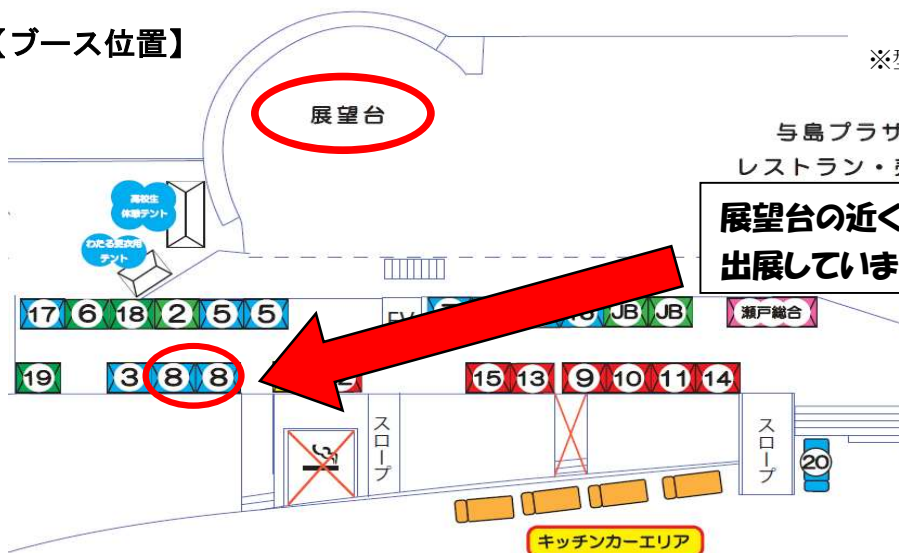 【ブース位置】
※
展望台
与島プラザ
レストラン・
高校生
体験テント
わたる更衣用
テント
展望台の近く
出展していま
17 6 18 2 5 5
EV
JB JB
瀬戸総合
19
3 8 8
15 13 9 10 11 14
スロープ
スロープ
20
キッチンカーエリア